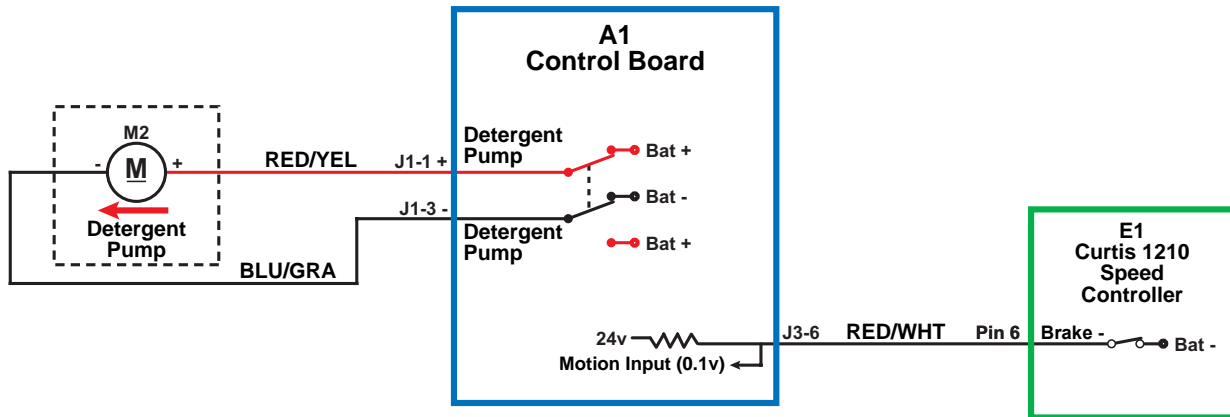 A1
Control Board
M2
M
-
+
Detergent
Pump
RED/YEL
J1-1 +
Detergent
Pump
Bat +
Bat -
J1-3 -
Detergent
Pump
Bat +
BLU/GRA
24v
Motion Input (0.1v)
J3-6
RED/WHT
Pin 6
E1
Curtis 1210
Speed
Controller
Brake -
Bat -